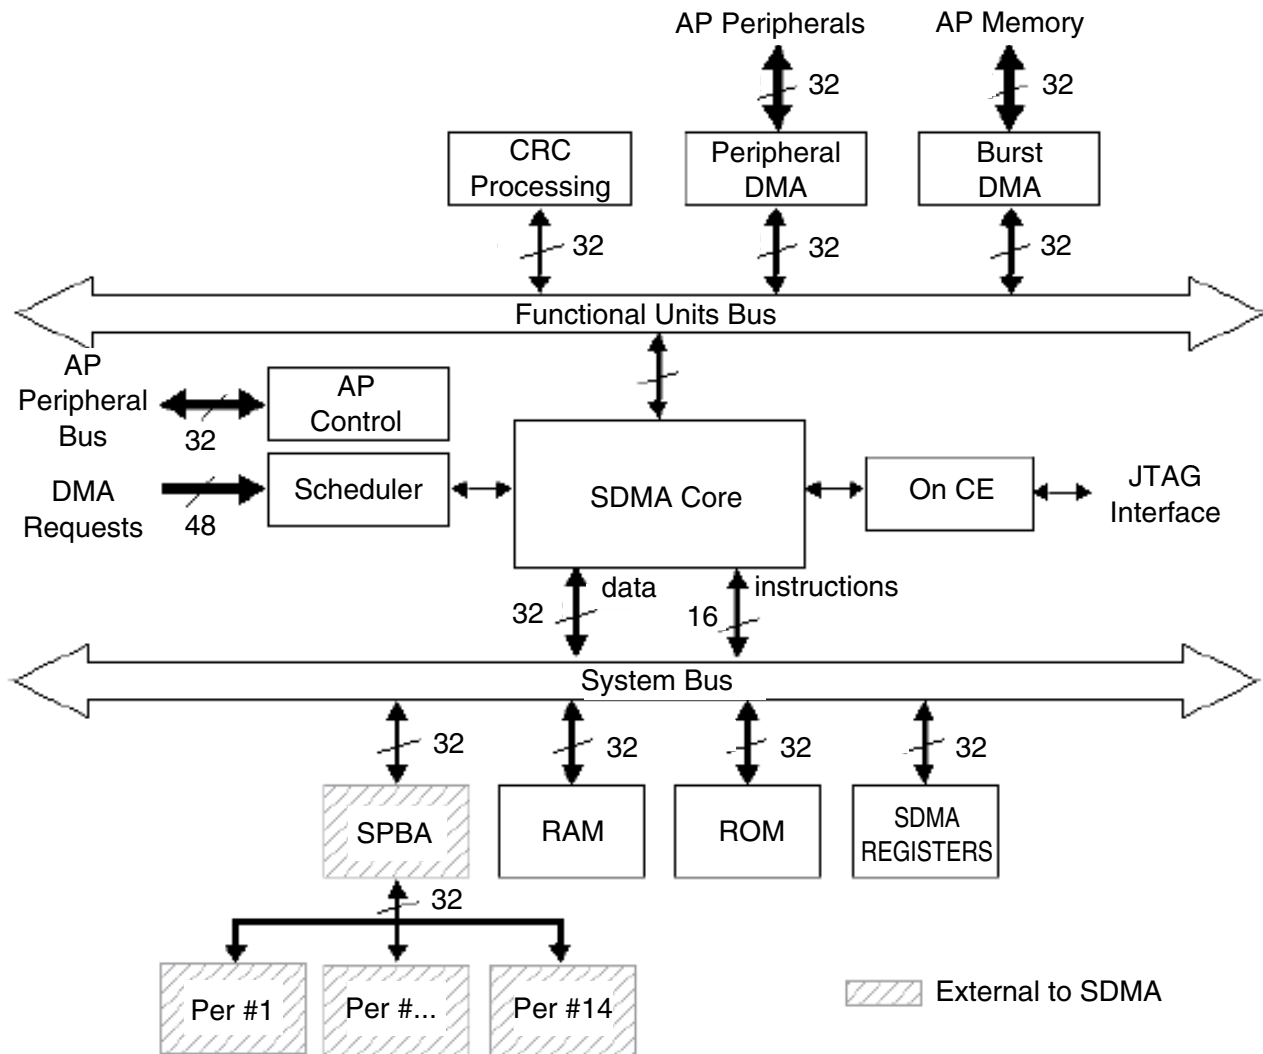 AP Peripherals
AP Memory
32
32
CRC
Processing
Peripheral
DMA
Burst
DMA
32
32
32
Functional Units Bus
AP
Peripheral
Bus
32
AP
Control
DMA
Requests
48
Scheduler
SDMA Core
On CE
JTAG
Interface
data
32
instructions
16
System Bus
32
32
32
32
SPBA
RAM
ROM
SDMA
REGISTERS
32
Per #1
Per #...
Per #14
External to SDMA